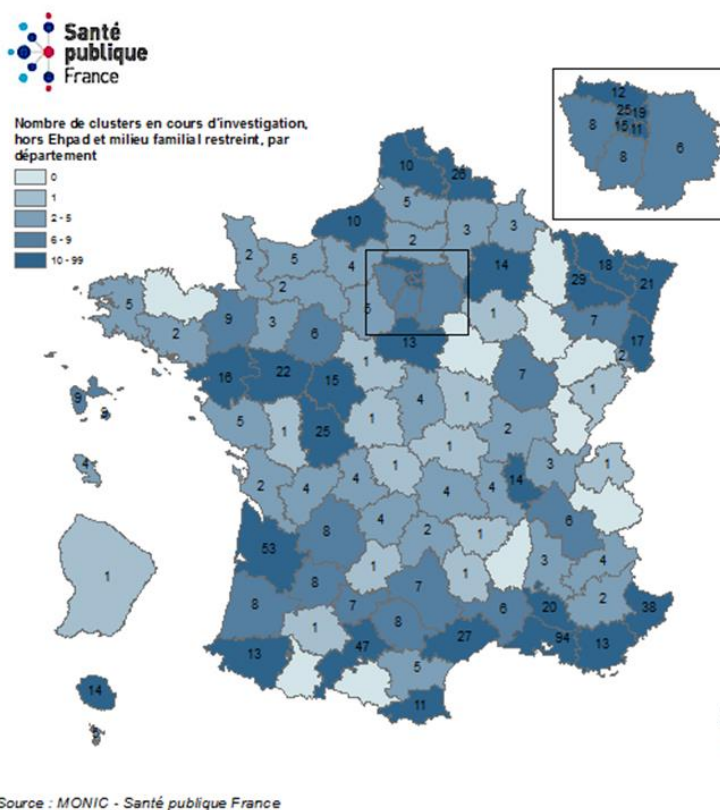 Santé
publique
France
Nombre de clusters en cours d'investigation,
hors Ehpad et milieu familial restreint, par
département
0
1
2 - 5
6 - 9
10 - 99
12
25 19
8 15 11
8 6
10 26
5
10 3 3
2
2 5 4 14 18
29 21
2
5 9 3 6 1 7
2 13 17
2
16 22 15 1 7 1
9 4 1
9
5 1 25 1 2
1
4 1 3 1
2 4 4 4 4 14
4 6
53 8 2 1
3 4
1 1 7 1
8 8 7 6 20 2 38
1 8
13 47 27 94 13
5
14 11
Source : MONIC - Santé publique France